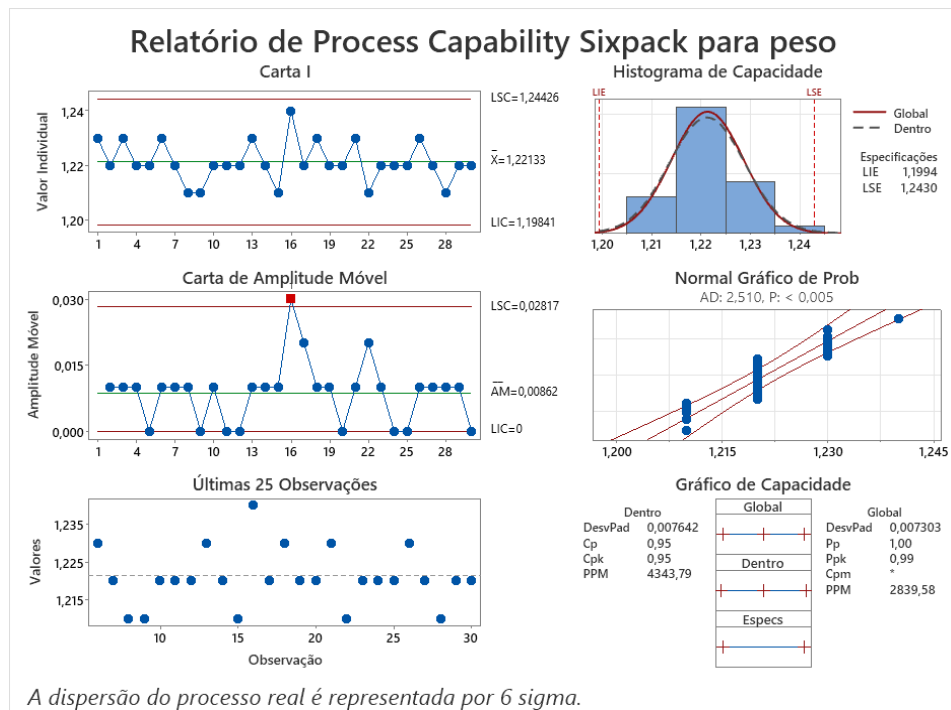 Relatório de Process Capability Sixpack para peso
Carta I
Valor Individual
1,24
1,22
1,20
1 4 7 10 13 16 19 22 25 28
LSC=1,24426
X̄=1,22133
LIC=1,19841
Histograma de Capacidade
LIE LSE
1,20 1,21 1,22 1,23 1,24
Global
Dentro
Especificações
LIE 1,1994
LSE 1,2430
Carta de Amplitude Móvel
Amplitude Móvel
0,030
0,015
0,000
1 4 7 10 13 16 19 22 25 28
LSC=0,02817
A̅M̅=0,00862
LIC=0
Normal Gráfico de Prob
AD: 2,510, P: < 0,005
1,200 1,215 1,230 1,245
Últimas 25 Observações
Valores
1,235
1,225
1,215
10 15 20 25 30
Observação
Gráfico de Capacidade
Dentro
DesvPad 0,007642
Cp 0,95
Cpk 0,95
PPM 4343,79
Global
Dentro
Especs
Global
DesvPad 0,007303
Pp 1,00
Ppk 0,99
Cpm *
PPM 2839,58
A dispersão do processo real é representada por 6 sigma.